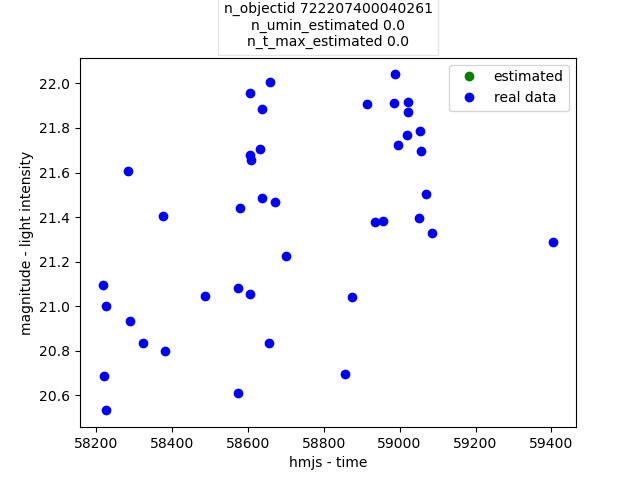 n_objectid 722207400040261
n_umin_estimated 0.0
n_t_max_estimated 0.0
estimated
real data
magnitude - light intensity
22.0
21.8
21.6
21.4
21.2
21.0
20.8
20.6
58200 58400 58600 58800 59000 59200 59400
hmjs - time